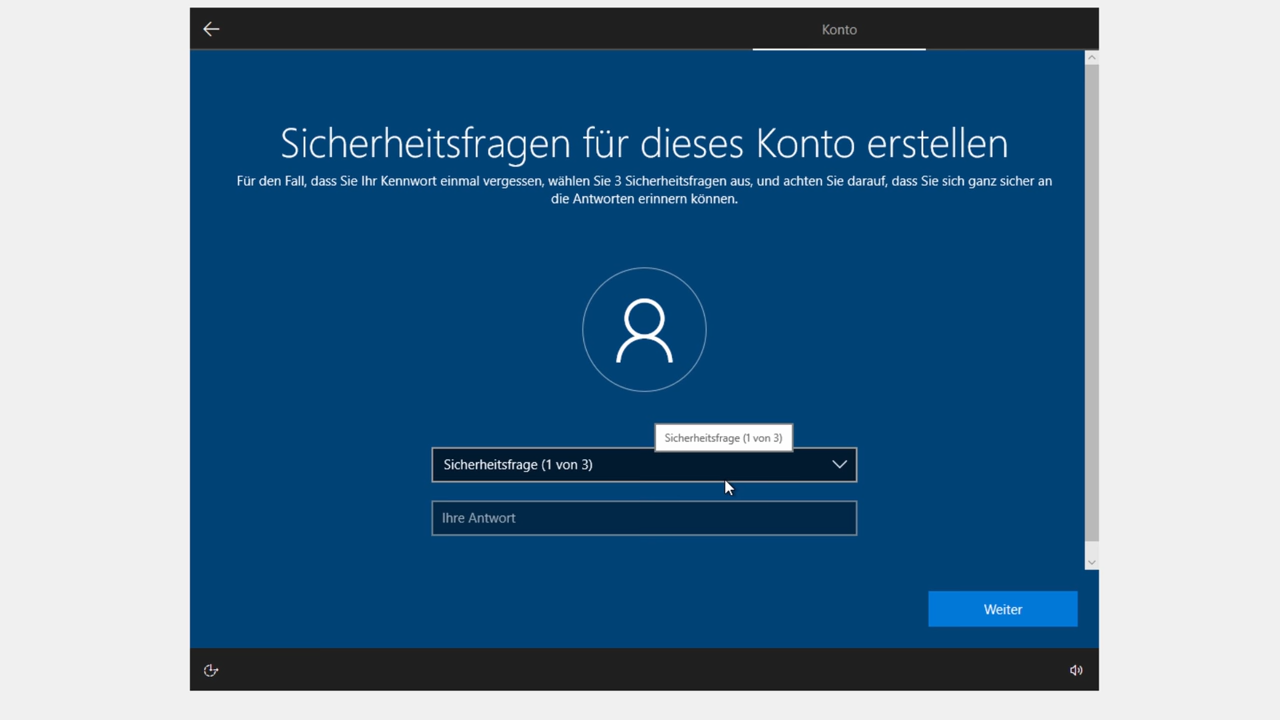 Konto
Sicherheitsfragen für dieses Konto erstellen
Für den Fall, dass Sie Ihr Kennwort einmal vergessen, wählen Sie 3 Sicherheitsfragen aus, und achten Sie darauf, dass Sie sich ganz sicher an
die Antworten erinnern können.
Sicherheitsfrage (1 von 3)
Sicherheitsfrage (1 von 3)
Ihre Antwort
Weiter